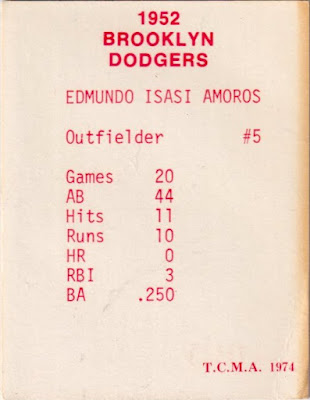 1952
BROOKLYN
DODGERS
EDMUNDO ISASI AMOROS
Outfielder #5
Games 20
AB 44
Hits 11
Runs 10
HR 0
RBI 3
BA .250
T.C.M.A. 1974